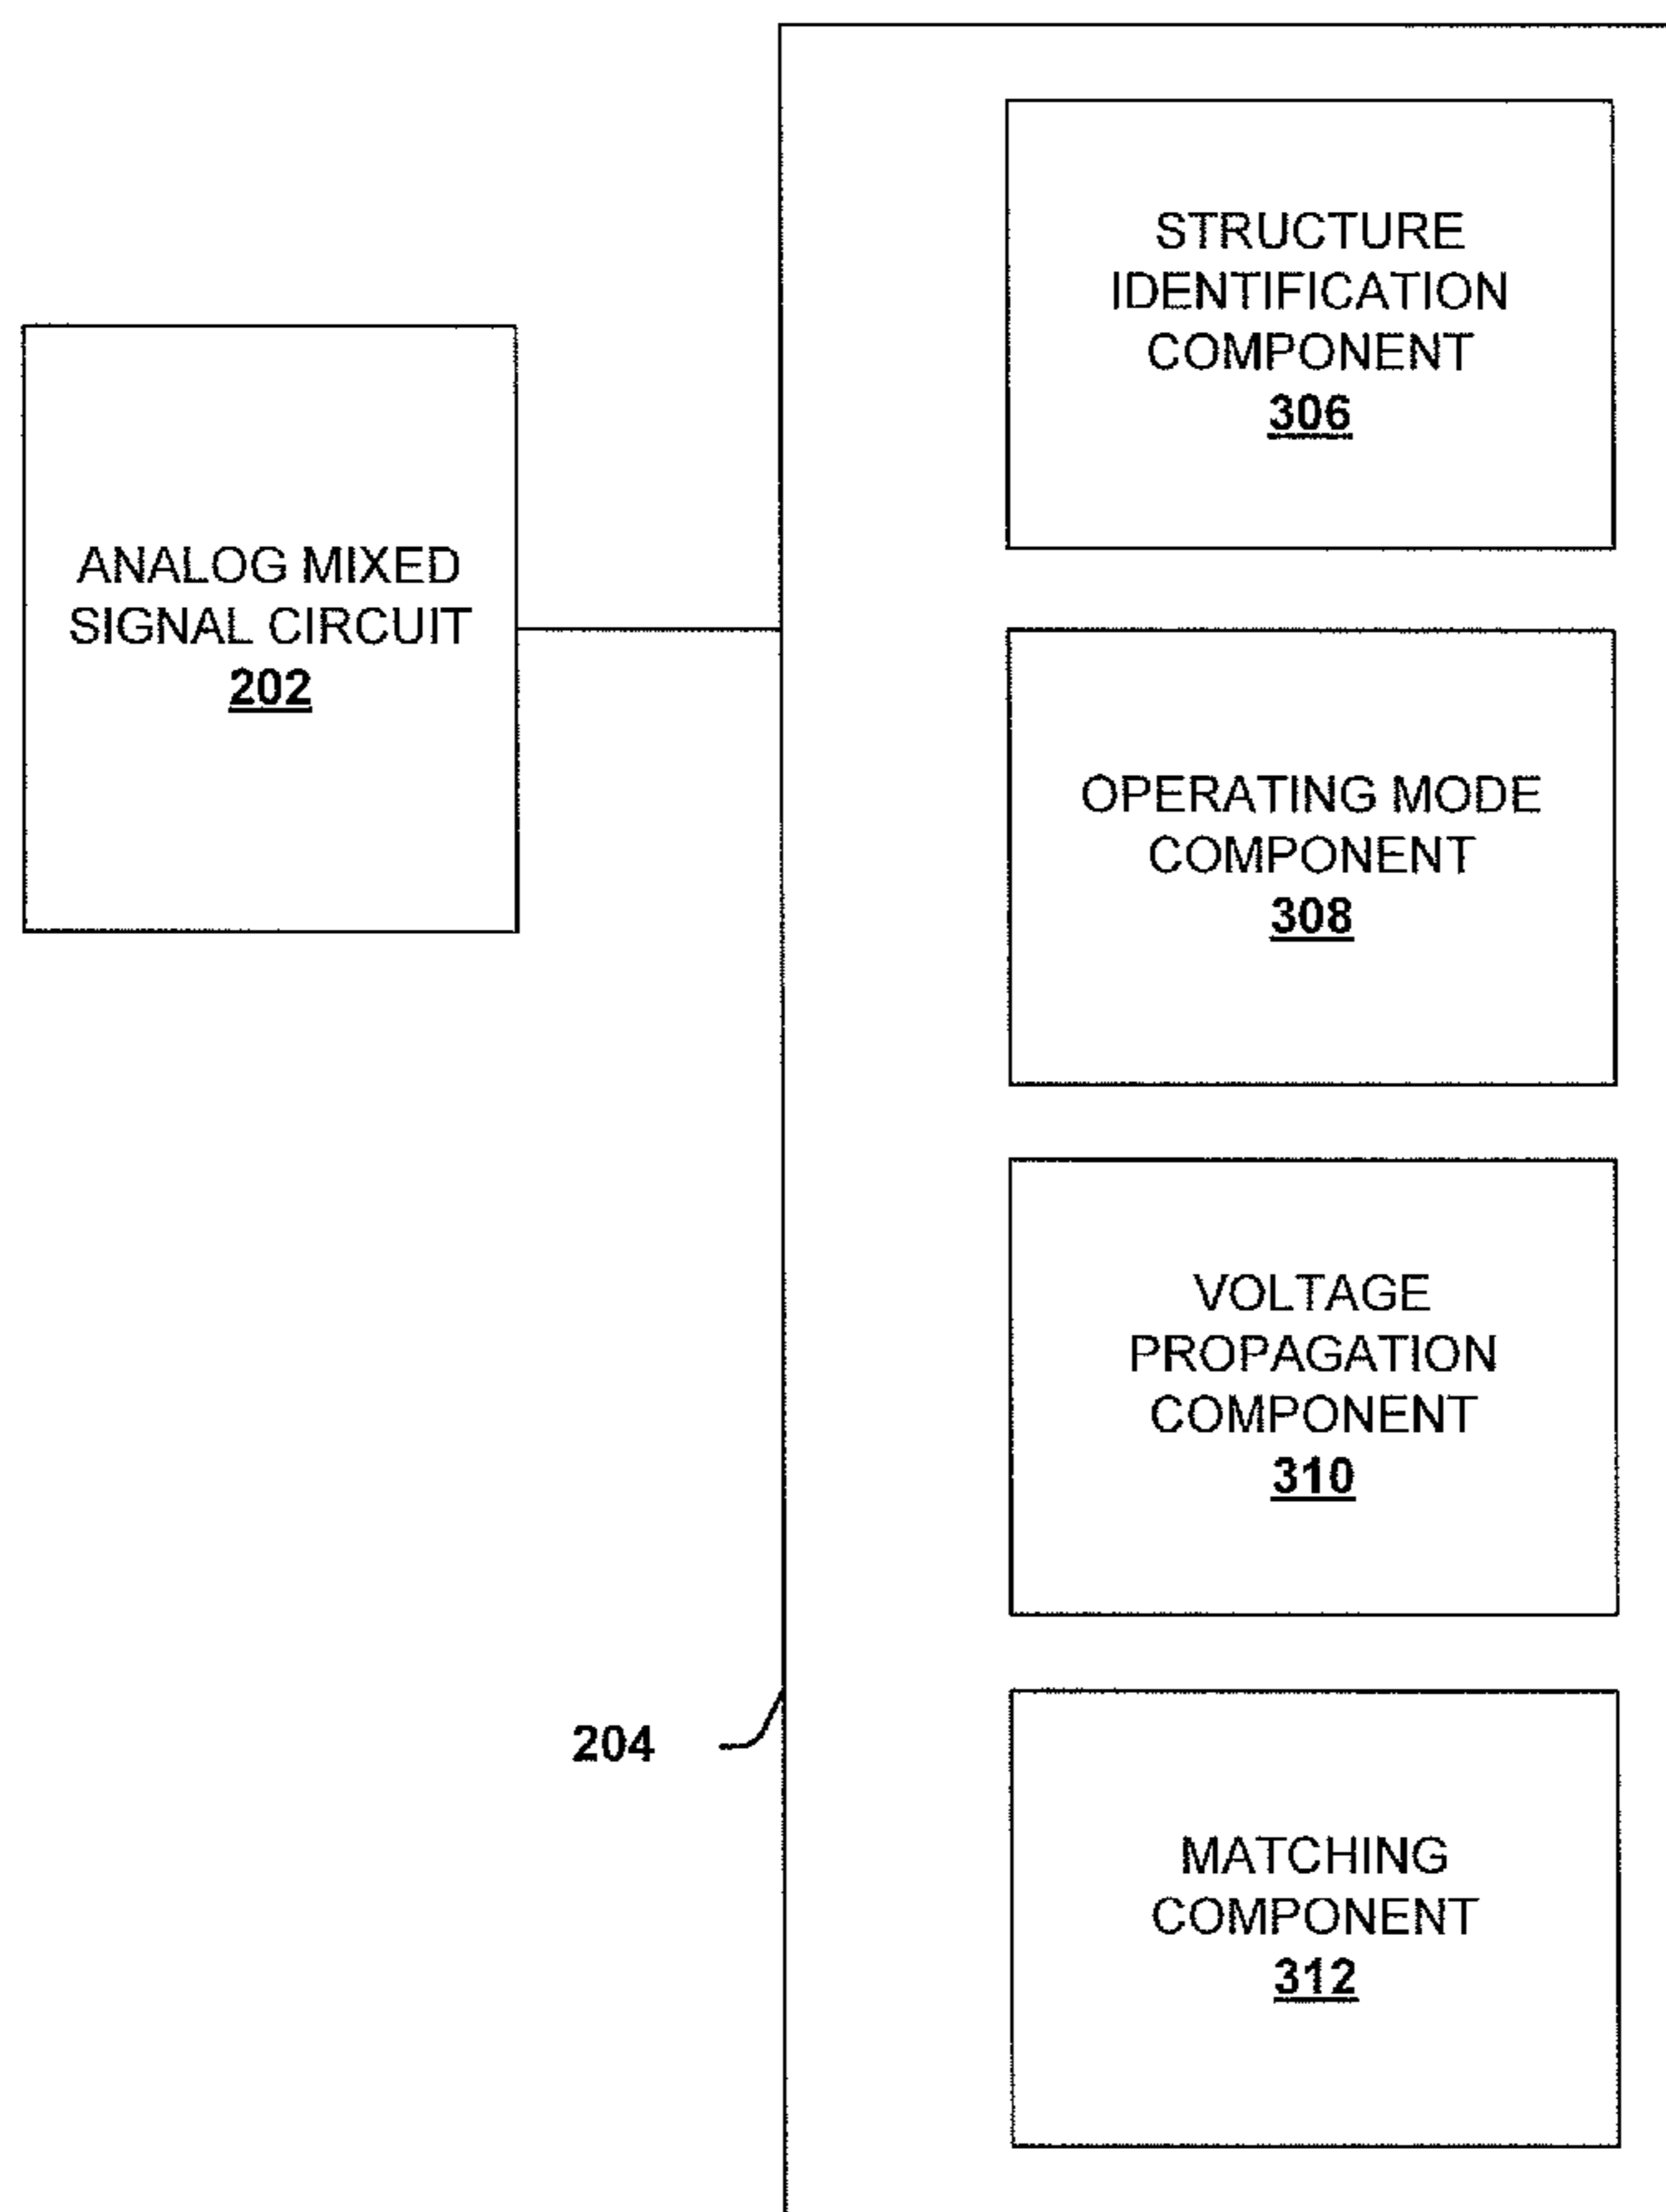 STRUCTURE
IDENTIFICATION
COMPONENT
306
ANALOG MIXED
SIGNAL CIRCUIT
202
OPERATING MODE
COMPONENT
308
VOLTAGE
PROPAGATION
COMPONENT
310
204
MATCHING
COMPONENT
312